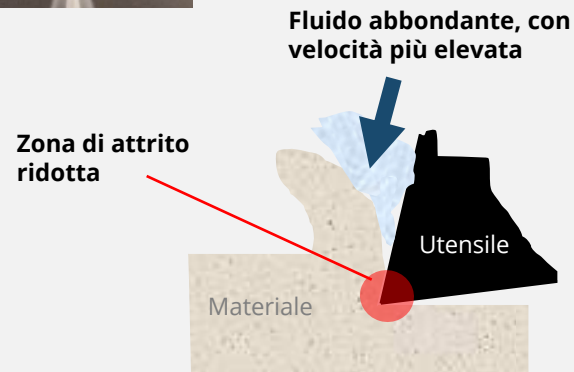 Fluido abbondante, con
velocità più elevata
Zona di attrito
ridotta
Utensile
Materiale